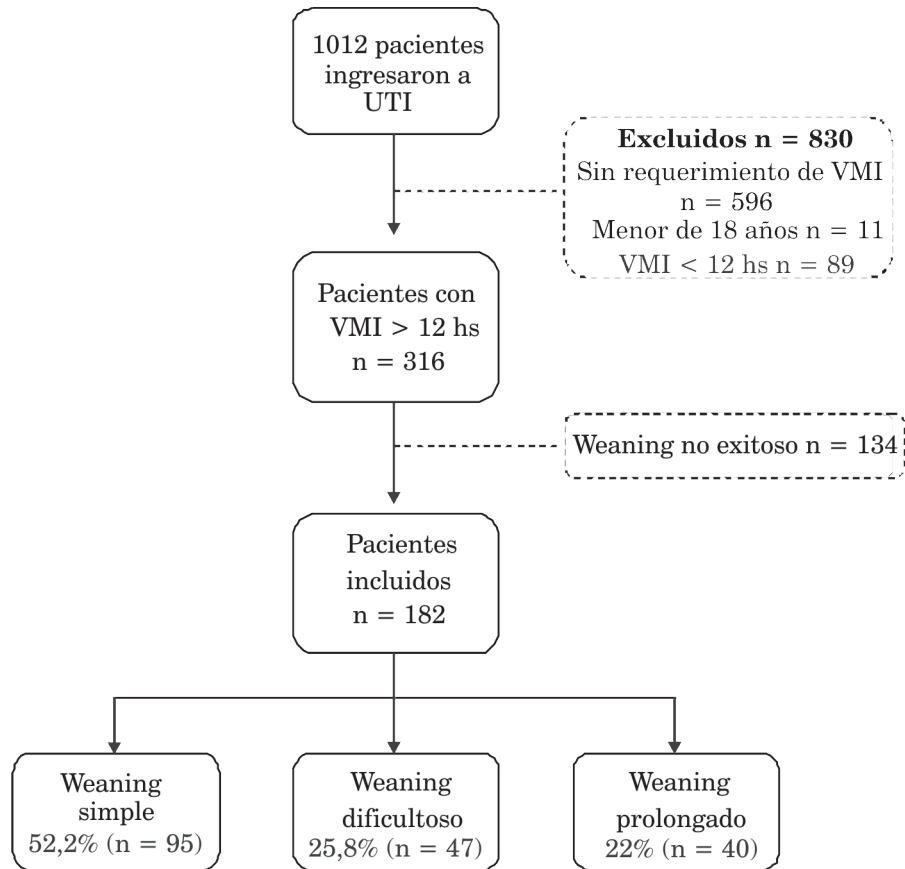 1012 pacientes
ingresaron a
UTI
Excluidos n = 830
Sin requerimiento de VMI
n = 596
Menor de 18 años n = 11
VMI < 12 hs n = 89
Pacientes con
VMI > 12 hs
n = 316
Weaning no exitoso n = 134
Pacientes
incluidos
n = 182
Weaning
simple
52,2% (n = 95)
Weaning
dificultoso
25,8% (n = 47)
Weaning
prolongado
22% (n = 40)